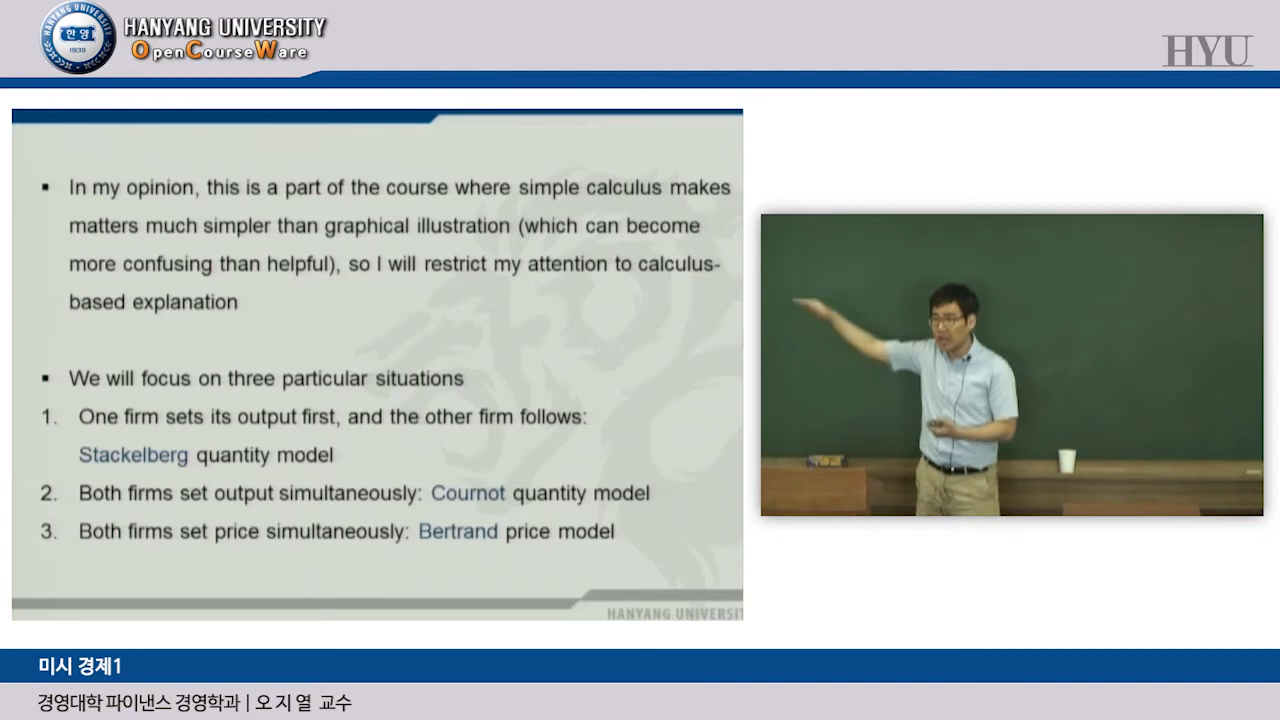 HANYANG UNIVERSITY
OpenCourseWare
한양
1939
HYU
▪ In my opinion, this is a part of the course where simple calculus makes
matters much simpler than graphical illustration (which can become
more confusing than helpful), so I will restrict my attention to calculus-
based explanation
▪ We will focus on three particular situations
1. One firm sets its output first, and the other firm follows:
Stackelberg quantity model
2. Both firms set output simultaneously: Cournot quantity model
3. Both firms set price simultaneously: Bertrand price model
HANYANG UNIVERSIT
미시 경제1
경영대학 파이낸스 경영학과 | 오 지 열 교수